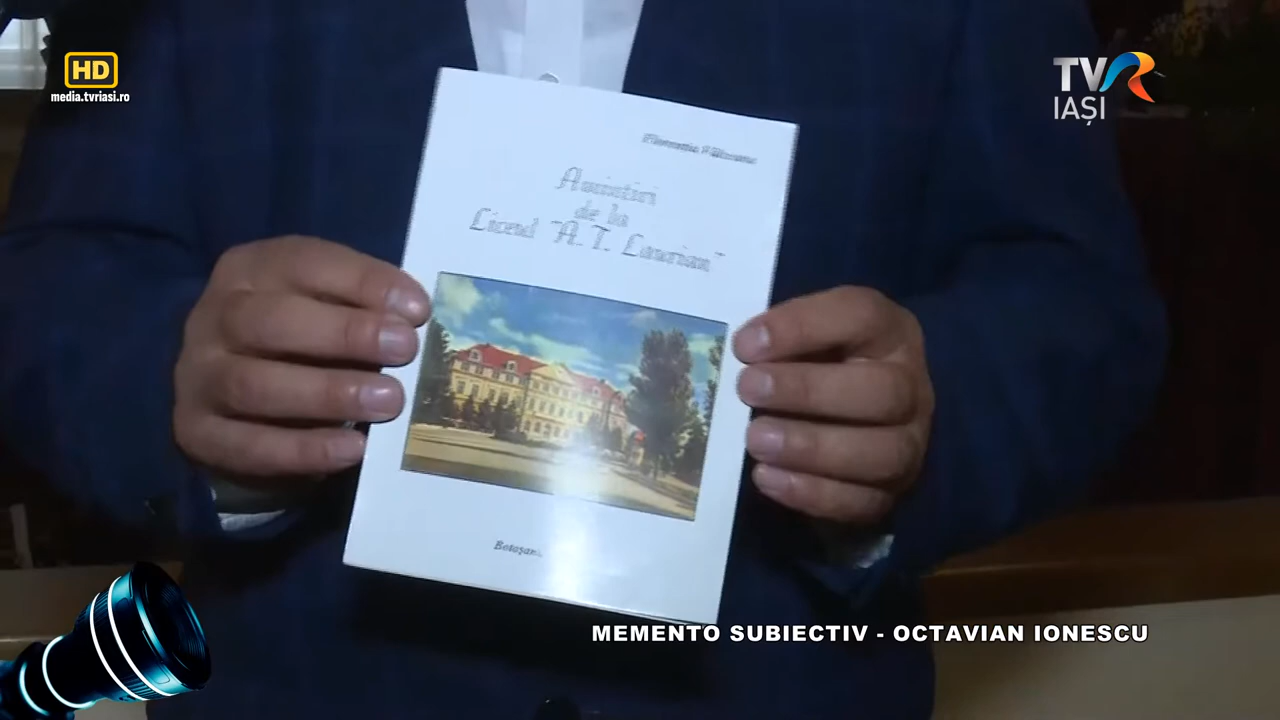 HD
media.tvriasi.ro
TVR
IAȘI
Amintiri
de la
Liceul "A. T. Laurian"
Botoșani
MEMENTO SUBIECTIV - OCTAVIAN IONESCU